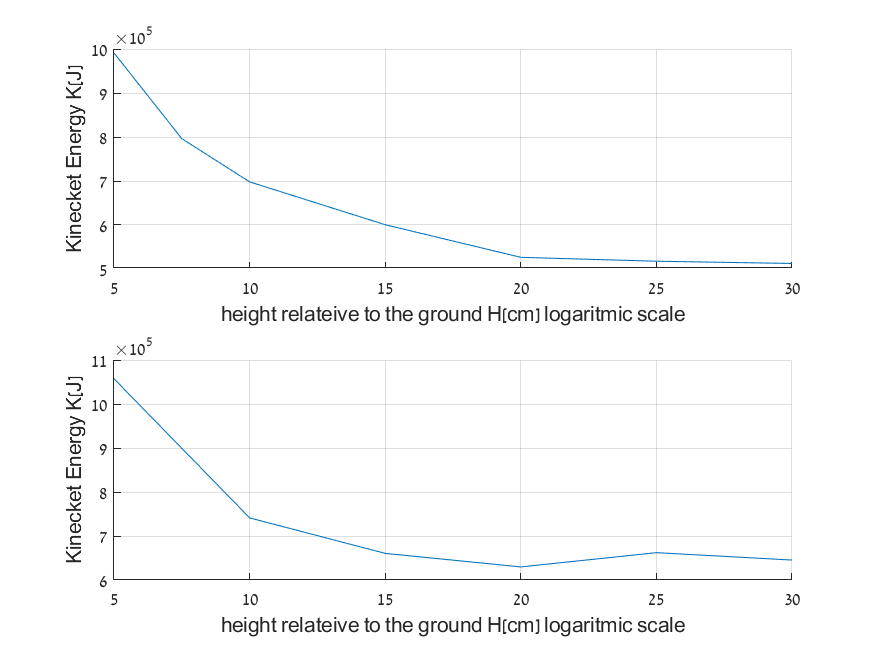 ×10^5
10
9
8
7
6
5
Kinecket Energy K[J]
5 10 15 20 25 30
height relateive to the ground H[cm] logaritmic scale
×10^5
11
10
9
8
7
6
Kinecket Energy K[J]
5 10 15 20 25 30
height relateive to the ground H[cm] logaritmic scale